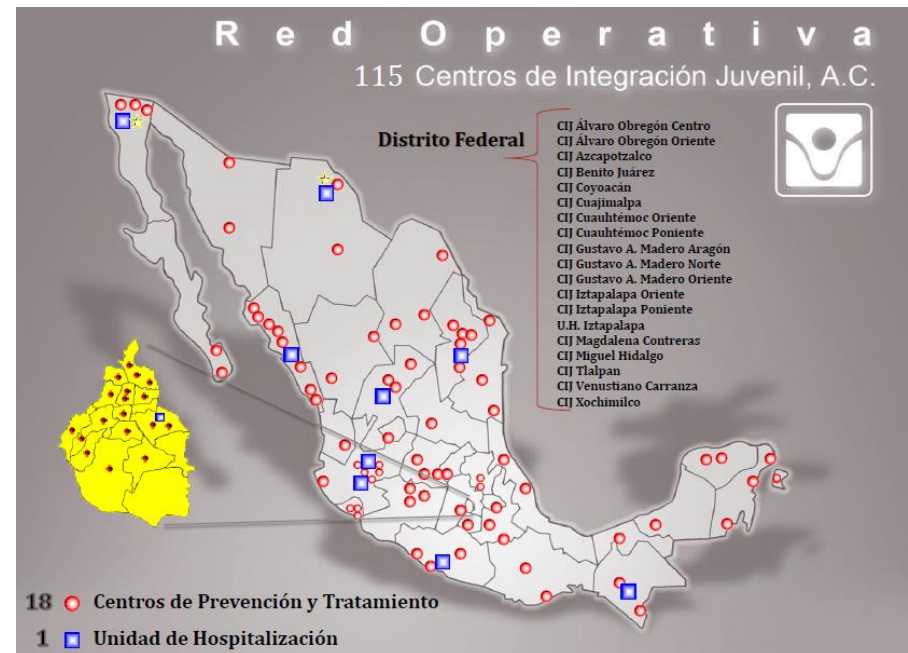 Red Operativa
115 Centros de Integración Juvenil, A.C.
Distrito Federal
CIJ Álvaro Obregón Centro
CIJ Álvaro Obregón Oriente
CIJ Azcapotzalco
CIJ Benito Juárez
CIJ Coyoacán
CIJ Cuajimalpa
CIJ Cuauhtémoc Oriente
CIJ Cuauhtémoc Poniente
CIJ Gustavo A. Madero Aragón
CIJ Gustavo A. Madero Norte
CIJ Gustavo A. Madero Oriente
CIJ Iztapalapa Oriente
CIJ Iztapalapa Poniente
U.H. Iztapalapa
CIJ Magdalena Contreras
CIJ Miguel Hidalgo
CIJ Tlalpan
CIJ Venustiano Carranza
CIJ Xochimilco
18 Centros de Prevención y Tratamiento
1 Unidad de Hospitalización